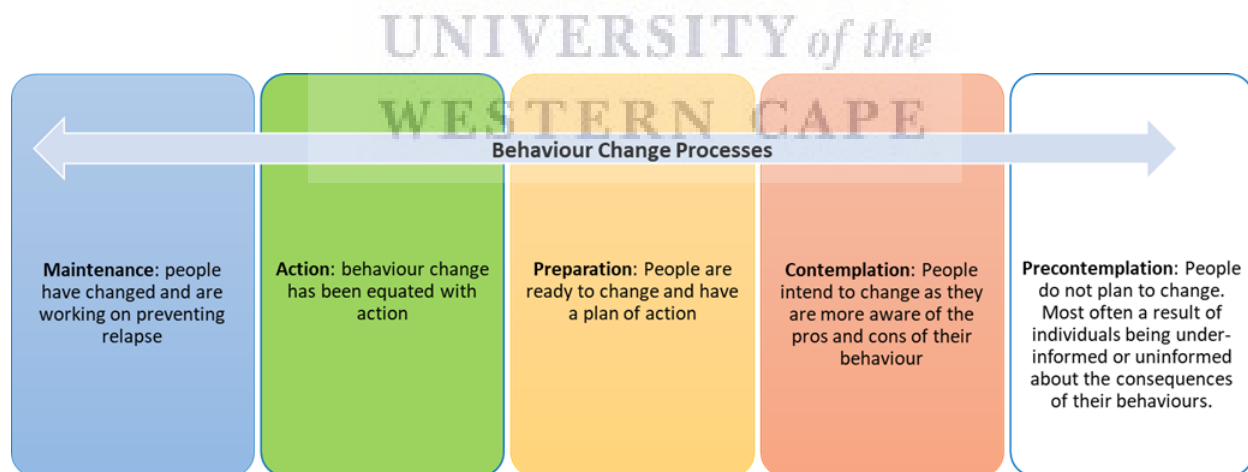 UNIVERSITY of the
WESTERN CAPE
Behaviour Change Processes
Maintenance: people
have changed and are
working on preventing
relapse
Action: behaviour change
has been equated with
action
Preparation: People are
ready to change and have
a plan of action
Contemplation: People
intend to change as they
are more aware of the
pros and cons of their
behaviour
Precontemplation: People
do not plan to change.
Most often a result of
individuals being under-
informed or uninformed
about the consequences
of their behaviours.